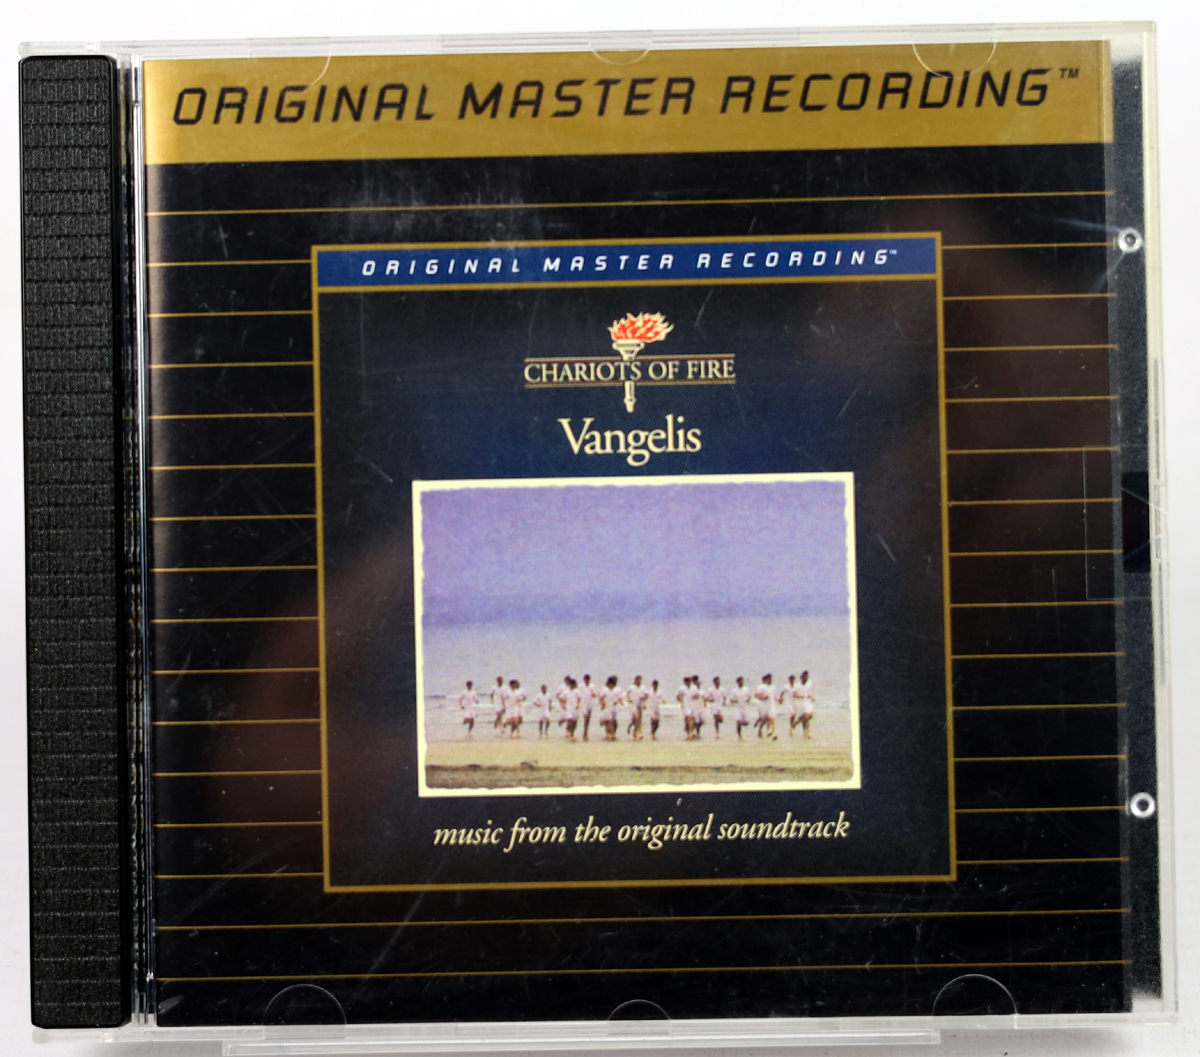 ORIGINAL MASTER RECORDING™
ORIGINAL MASTER RECORDING™
CHARIOTS OF FIRE
Vangelis
music from the original soundtrack